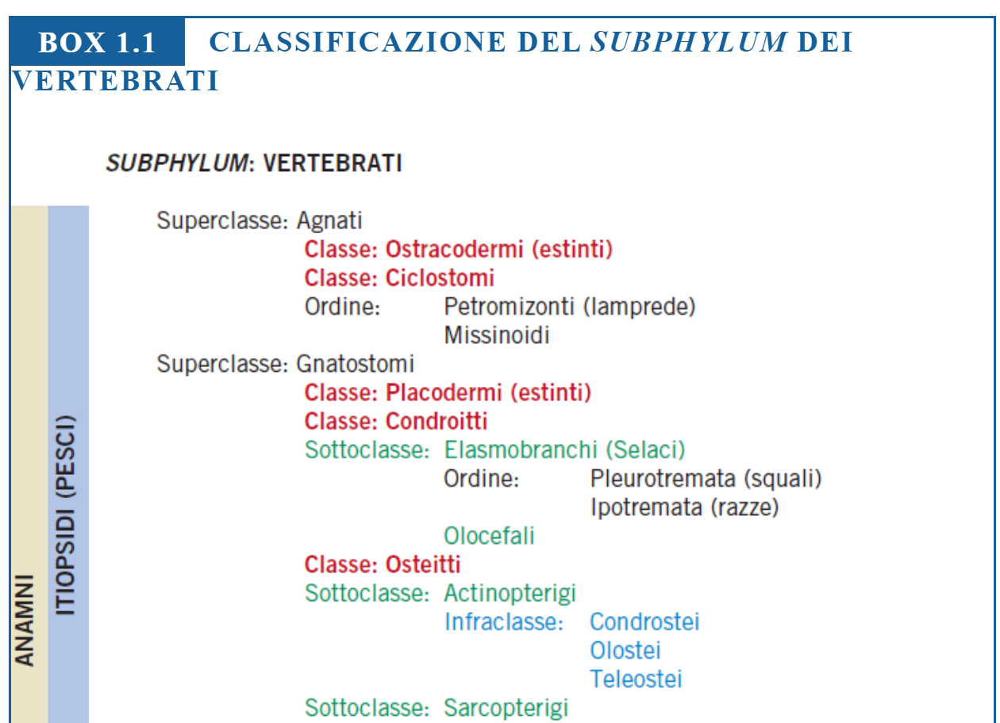 BOX 1.1 CLASSIFICAZIONE DEL SUBPHYLUM DEI
VERTEBRATI
SUBPHYLUM: VERTEBRATI
Superclasse: Agnati
Classe: Ostracodermi (estinti)
Classe: Ciclostomi
Ordine: Petromizonti (lamprede)
Missinoidi
Superclasse: Gnatostomi
Classe: Placodermi (estinti)
Classe: Condroitti
Sottoclasse: Elasmobranchi (Selaci)
Ordine: Pleurotremata (squali)
Ipotremata (razze)
Olocefali
Classe: Osteitti
Sottoclasse: Actinopterigi
Infraclasse: Condrostei
Olostei
Teleostei
Sottoclasse: Sarcopterigi
ANAMNI
ITIOPSIDI (PESCI)